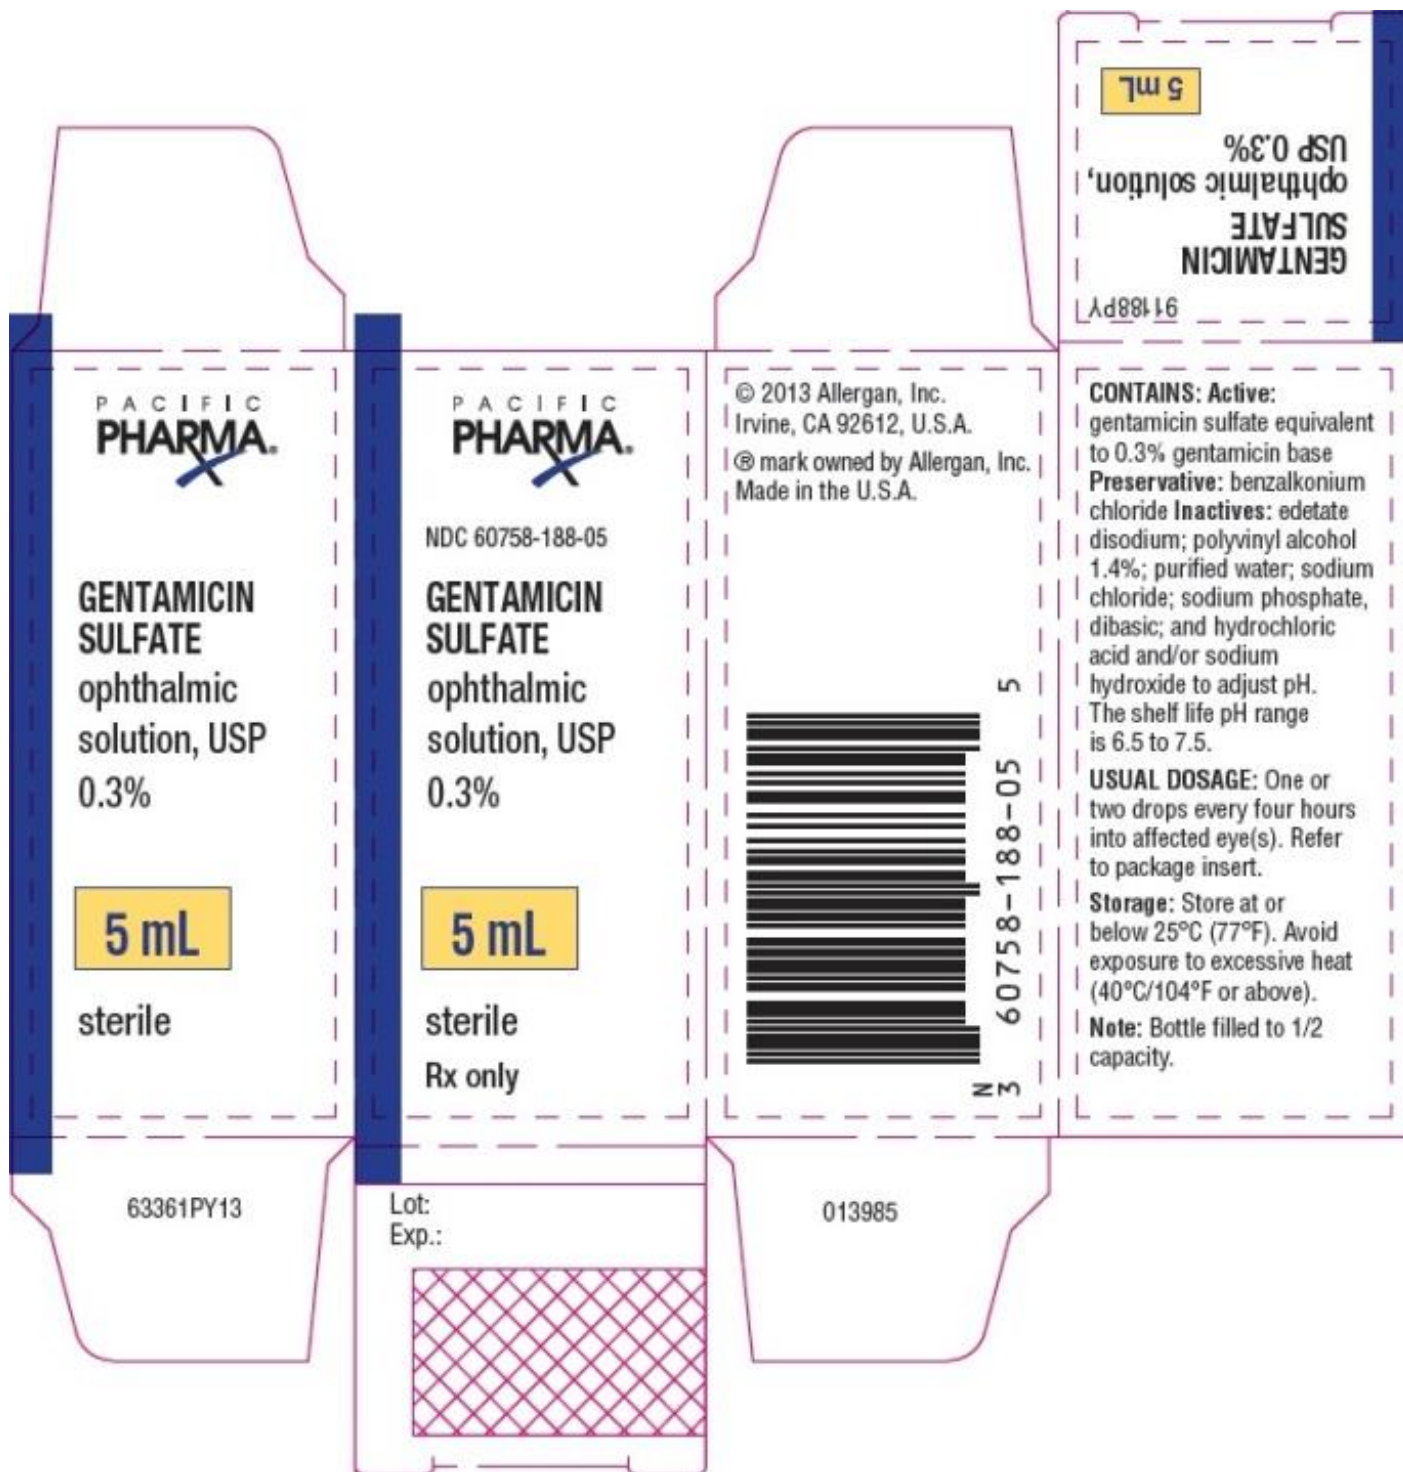 5 mL
USP 0.3%
ophthalmic solution,
SULFATE
GENTAMICIN
91188PY
PACIFIC
PHARMA®
GENTAMICIN
SULFATE
ophthalmic
solution, USP
0.3%
5 mL
sterile
63361PY13
PACIFIC
PHARMA®
NDC 60758-188-05
GENTAMICIN
SULFATE
ophthalmic
solution, USP
0.3%
5 mL
sterile
Rx only
Lot:
Exp.:
© 2013 Allergan, Inc.
Irvine, CA 92612, U.S.A.
® mark owned by Allergan, Inc.
Made in the U.S.A.
N
3 60758-188-05 5
013985
CONTAINS: Active:
gentamicin sulfate equivalent
to 0.3% gentamicin base
Preservative: benzalkonium
chloride Inactives: edetate
disodium; polyvinyl alcohol
1.4%; purified water; sodium
chloride; sodium phosphate,
dibasic; and hydrochloric
acid and/or sodium
hydroxide to adjust pH.
The shelf life pH range
is 6.5 to 7.5.
USUAL DOSAGE: One or
two drops every four hours
into affected eye(s). Refer
to package insert.
Storage: Store at or
below 25°C (77°F). Avoid
exposure to excessive heat
(40°C/104°F or above).
Note: Bottle filled to 1/2
capacity.